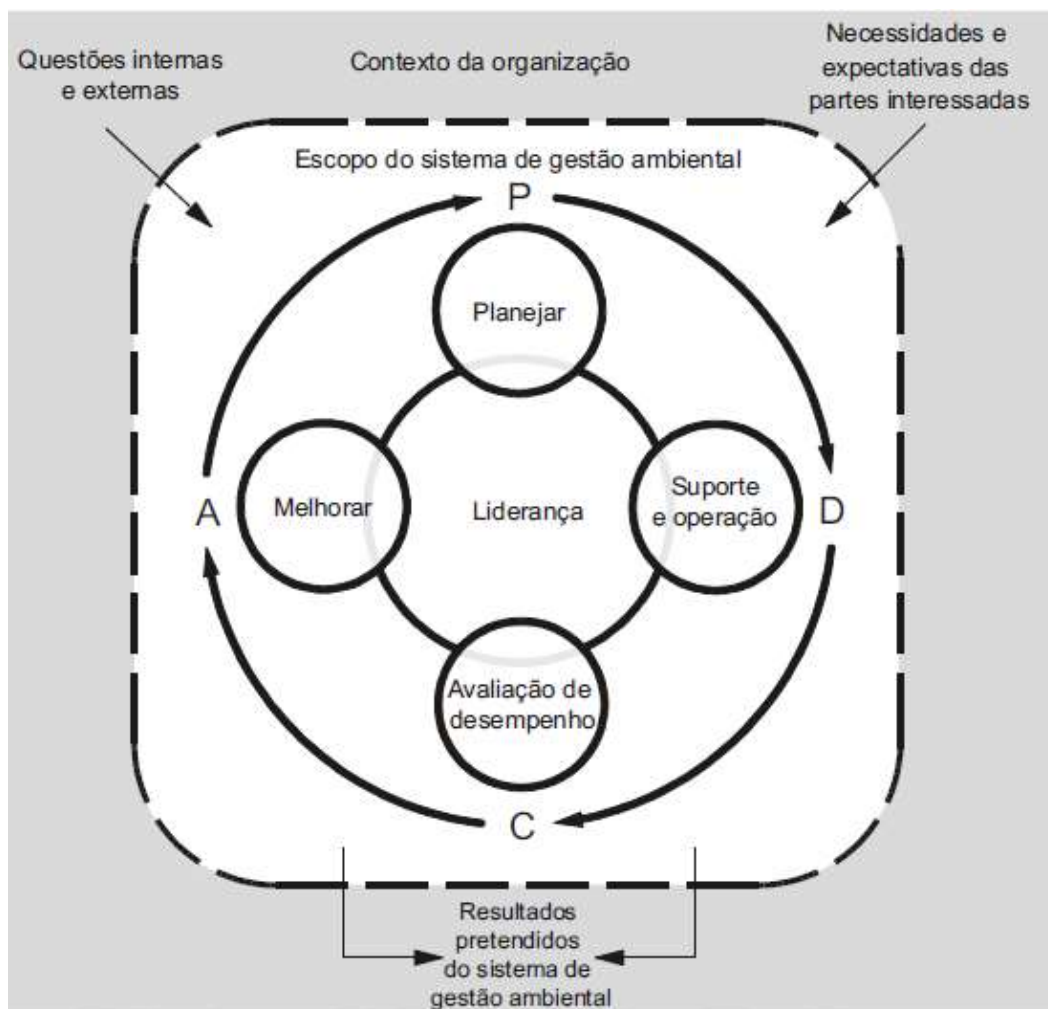 Questões internas
e externas
Contexto da organização
Necessidades e
expectativas das
partes interessadas
Escopo do sistema de gestão ambiental
P
Planejar
A
Melhorar
Liderança
Suporte
e operação
D
Avaliação de
desempenho
C
Resultados
pretendidos
do sistema de
gestão ambiental